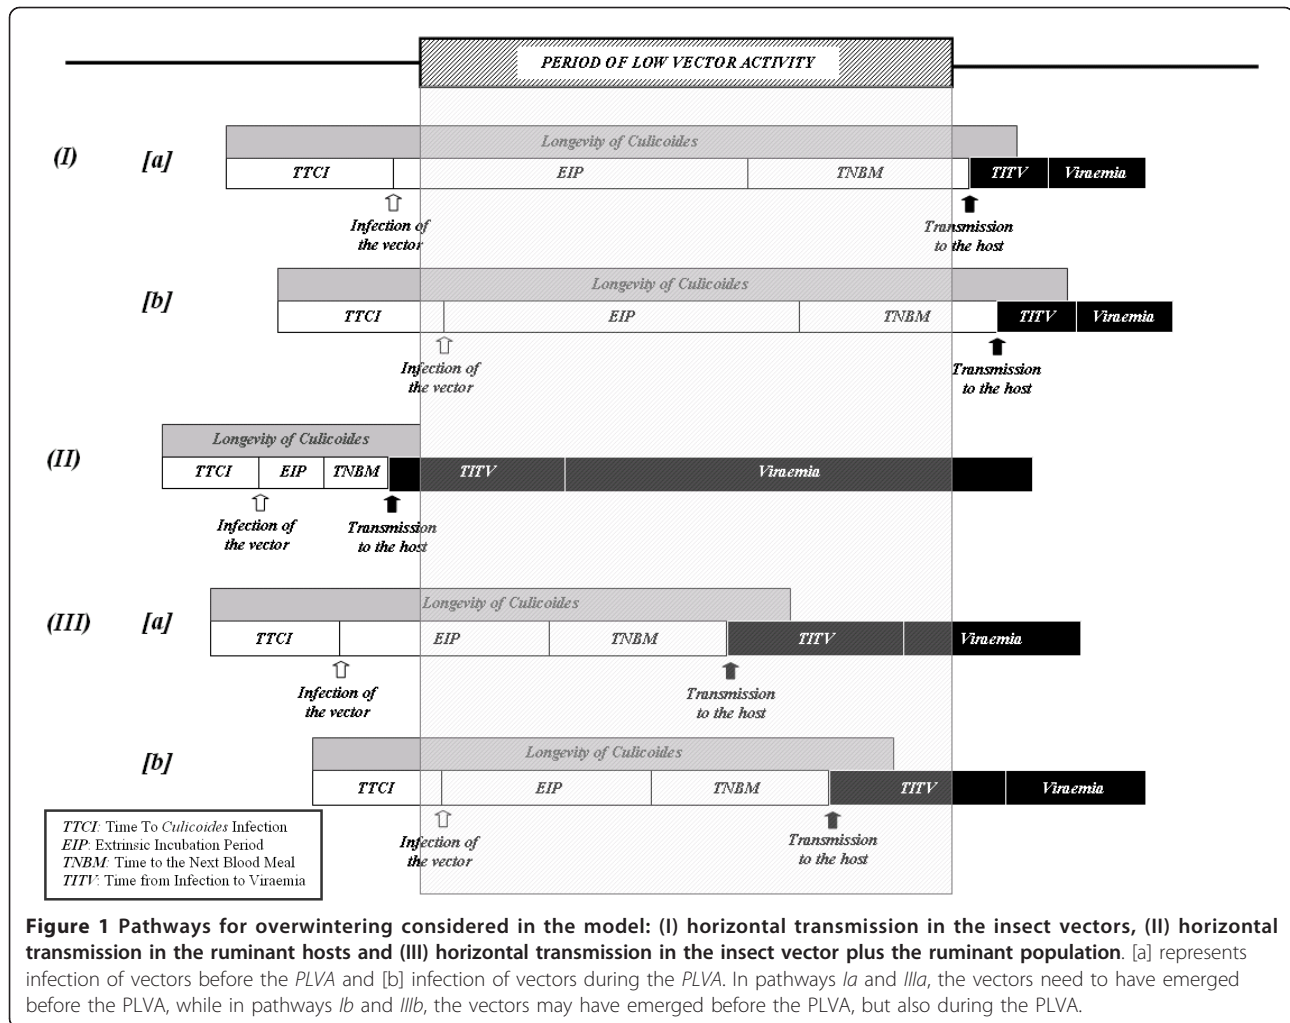 PERIOD OF LOW VECTOR ACTIVITY
(I)
[a]
Longevity of Culicoides
TTCI
EIP
TNBM
TITV
Viraemia
Infection of
the vector
Transmission
to the host
[b]
Longevity of Culicoides
TTCI
EIP
TNBM
TITV
Viraemia
Infection of
the vector
Transmission
to the host
(II)
Longevity of Culicoides
TTCI
EIP
TNBM
TITV
Viraemia
Infection of
the vector
Transmission
to the host
(III)
[a]
Longevity of Culicoides
TTCI
EIP
TNBM
TITV
Viraemia
Infection of
the vector
Transmission
to the host
[b]
Longevity of Culicoides
TTCI
EIP
TNBM
TITV
Viraemia
Infection of
the vector
Transmission
to the host
TTCI: Time To Culicoides Infection
EIP: Extrinsic Incubation Period
TNBM: Time to the Next Blood Meal
TITV: Time from Infection to Viraemia
Figure 1 Pathways for overwintering considered in the model: (I) horizontal transmission in the insect vectors, (II) horizontal
transmission in the ruminant hosts and (III) horizontal transmission in the insect vector plus the ruminant population. [a] represents
infection of vectors before the PLVA and [b] infection of vectors during the PLVA. In pathways Ia and IIIa, the vectors need to have emerged
before the PLVA, while in pathways Ib and IIIb, the vectors may have emerged before the PLVA, but also during the PLVA.